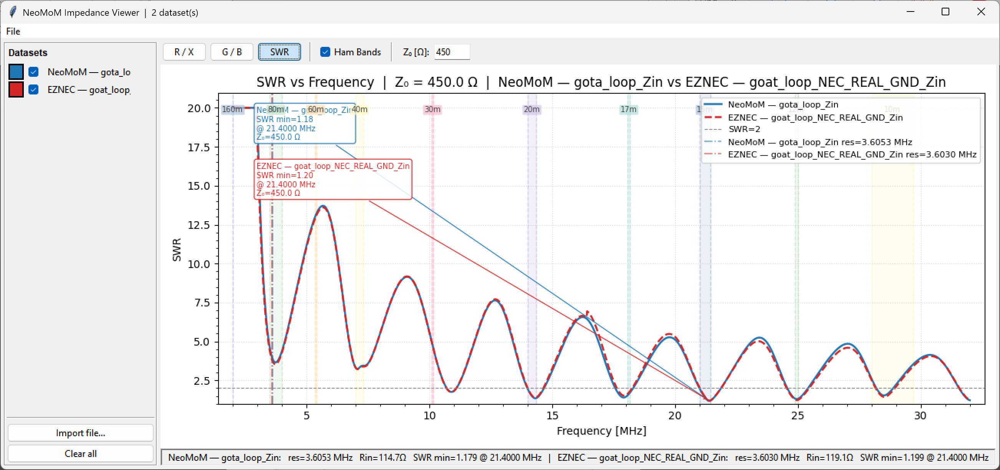 NeoMoM Impedance Viewer | 2 dataset(s)
File
Datasets
NeoMoM — gota_lo
EZNEC — goat_loop_
Import file...
Clear all
R / X
G / B
SWR
Ham Bands
Z₀ [Ω]:
450
SWR vs Frequency | Z₀ = 450.0 Ω | NeoMoM — gota_loop_Zin vs EZNEC — goat_loop_NEC_REAL_GND_Zin
160m
80m
60m
40m
30m
20m
17m
15m
12m
10m
NeoMoM — gota_loop_Zin
SWR min=1.18
@ 21.4000 MHz
Z₀=450.0 Ω
EZNEC — goat_loop_NEC_REAL_GND_Zin
SWR min=1.20
@ 21.4000 MHz
Z₀=450.0 Ω
NeoMoM — gota_loop_Zin
EZNEC — goat_loop_NEC_REAL_GND_Zin
SWR=2
NeoMoM — gota_loop_Zin res=3.6053 MHz
EZNEC — goat_loop_NEC_REAL_GND_Zin res=3.6030 MHz
20.0
17.5
15.0
12.5
10.0
7.5
5.0
2.5
SWR
5
10
15
20
25
30
Frequency [MHz]
NeoMoM — gota_loop_Zin: res=3.6053 MHz Rin=114.7Ω SWR min=1.179 @ 21.4000 MHz | EZNEC — goat_loop_NEC_REAL_GND_Zin: res=3.6030 MHz Rin=119.1Ω SWR min=1.199 @ 21.4000 MHz